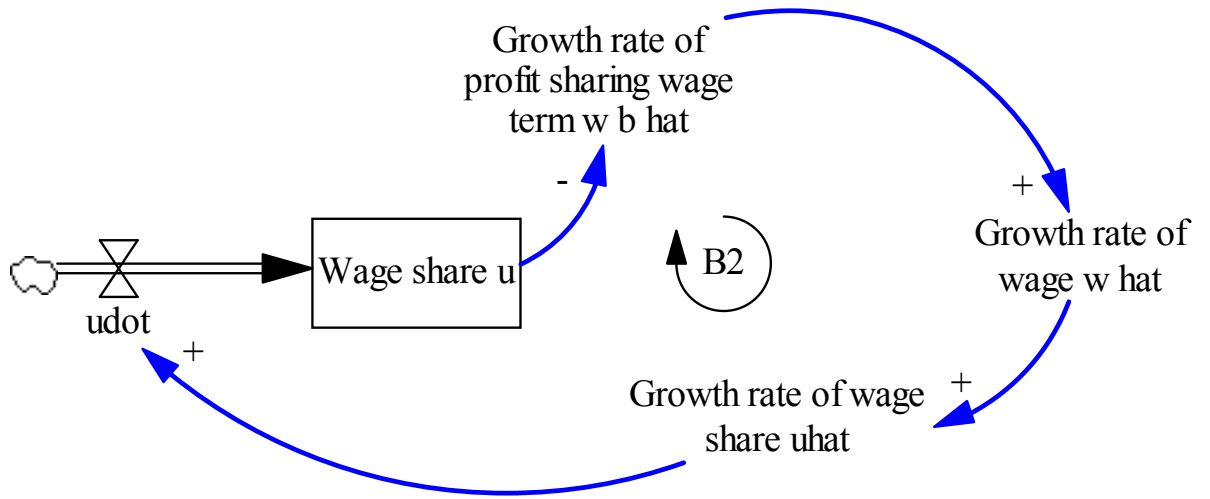 Growth rate of
profit sharing wage
term w b hat
-
+
Growth rate of
wage w hat
Wage share u
B2
udot
+
+
Growth rate of wage
share uhat